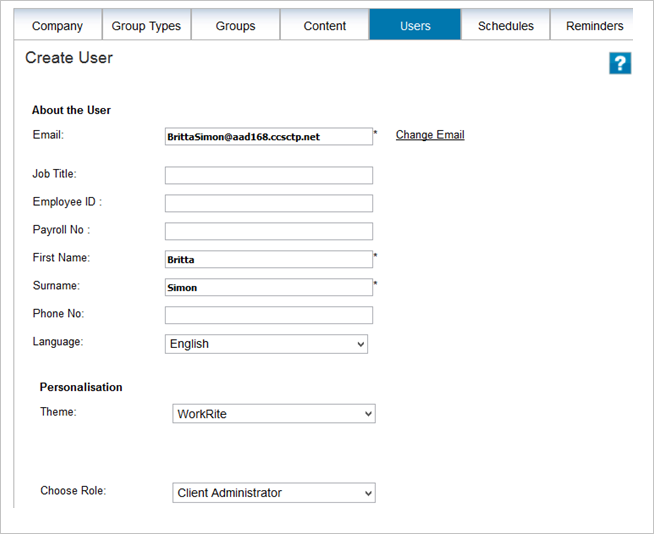 Company Group Types Groups Content Users Schedules Reminders
Create User ?
About the User
Email: BrittaSimon@aad168.ccsctp.net * Change Email
Job Title:
Employee ID :
Payroll No :
First Name: Britta *
Surname: Simon *
Phone No:
Language: English
Personalisation
Theme: WorkRite
Choose Role: Client Administrator